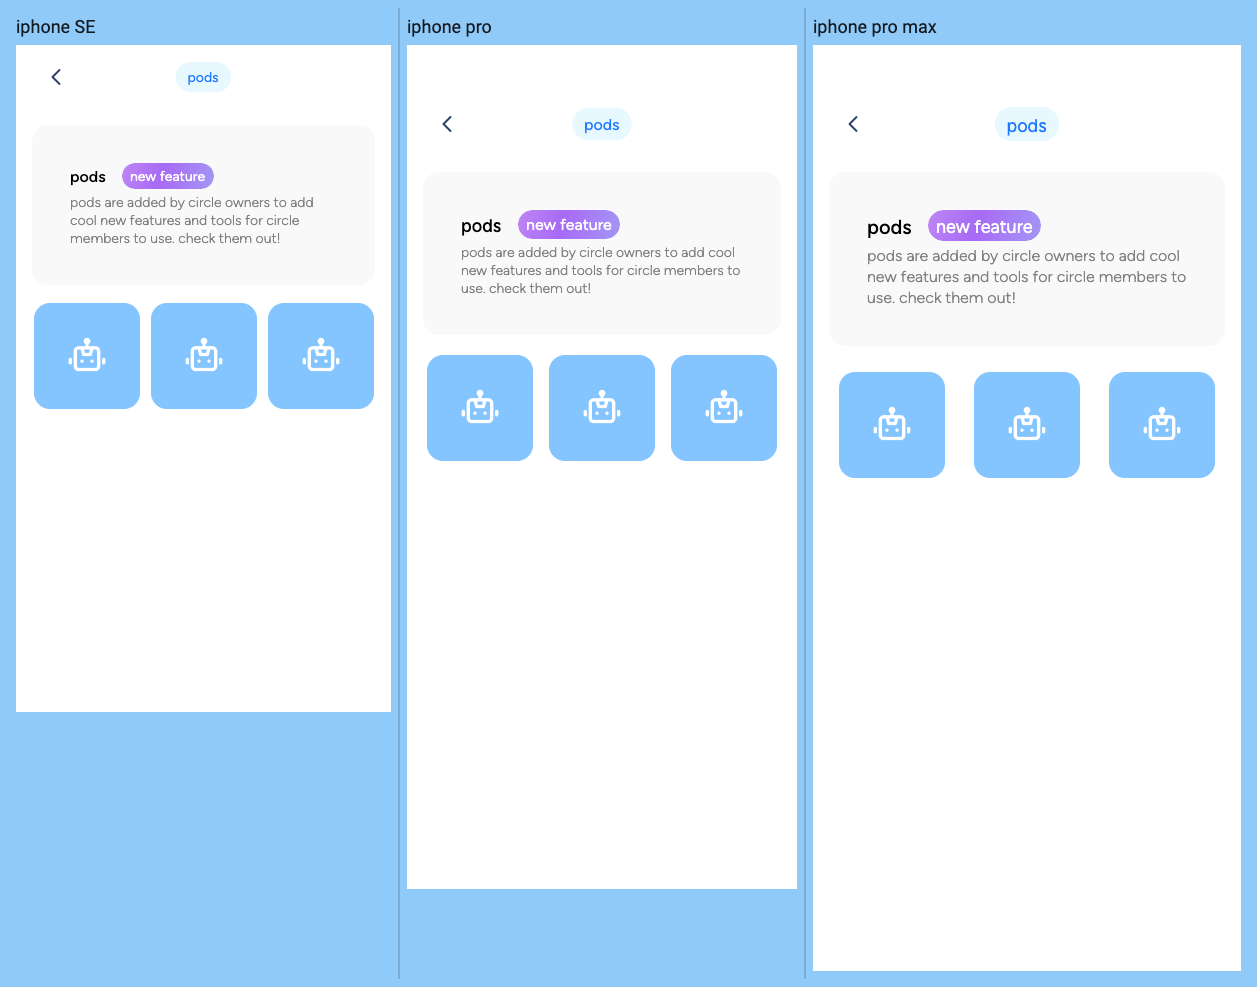 iphone SE
pods
pods new feature
pods are added by circle owners to add
cool new features and tools for circle
members to use. check them out!
iphone pro
pods
pods new feature
pods are added by circle owners to add cool
new features and tools for circle members to
use. check them out!
iphone pro max
pods
pods new feature
pods are added by circle owners to add cool
new features and tools for circle members to
use. check them out!